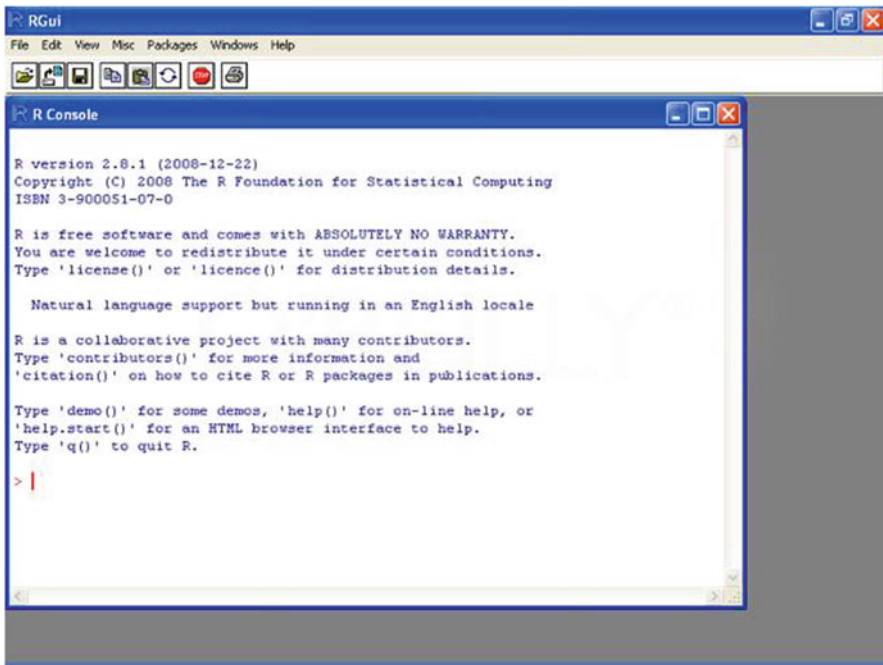 RGui
File Edit View Misc Packages Windows Help
STOP
R Console
R version 2.8.1 (2008-12-22)
Copyright (C) 2008 The R Foundation for Statistical Computing
ISBN 3-900051-07-0
R is free software and comes with ABSOLUTELY NO WARRANTY.
You are welcome to redistribute it under certain conditions.
Type 'license()' or 'licence()' for distribution details.
Natural language support but running in an English locale
R is a collaborative project with many contributors.
Type 'contributors()' for more information and
'citation()' on how to cite R or R packages in publications.
Type 'demo()' for some demos, 'help()' for on-line help, or
'help.start()' for an HTML browser interface to help.
Type 'q()' to quit R.
>